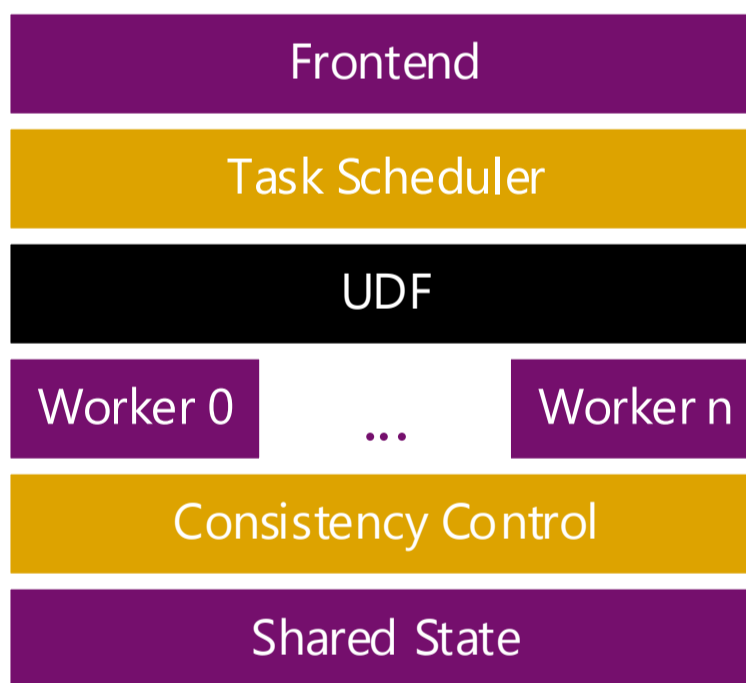 Frontend
Task Scheduler
UDF
Worker 0 ... Worker n
Consistency Control
Shared State